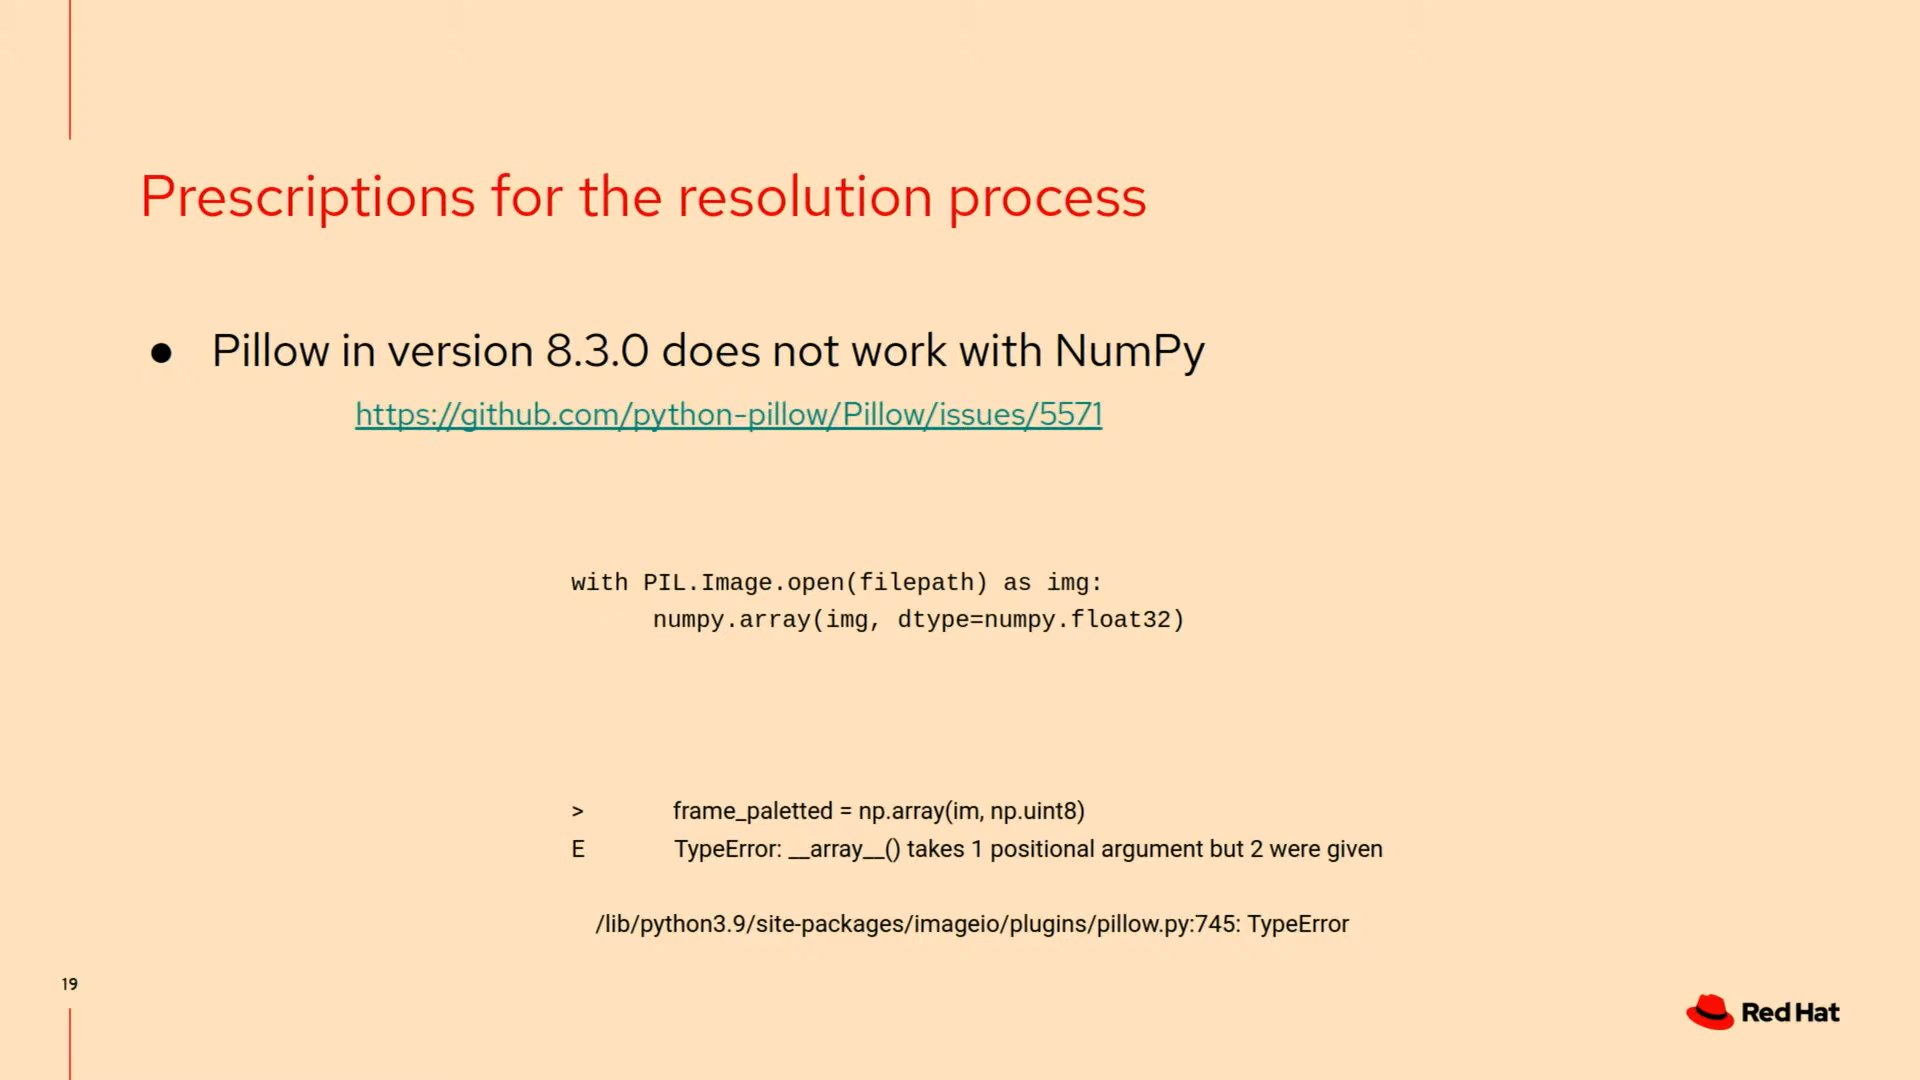 Prescriptions for the resolution process
● Pillow in version 8.3.0 does not work with NumPy
https://github.com/python-pillow/Pillow/issues/5571
with PIL.Image.open(filepath) as img:
numpy.array(img, dtype=numpy.float32)
> frame_paletted = np.array(im, np.uint8)
E TypeError: __array__() takes 1 positional argument but 2 were given
/lib/python3.9/site-packages/imageio/plugins/pillow.py:745: TypeError
19
Red Hat